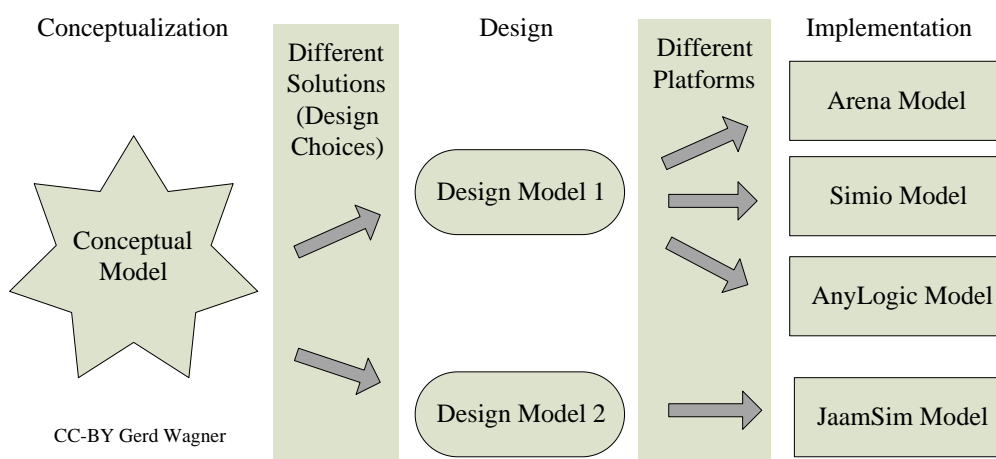 Conceptualization
Design
Implementation
Different
Solutions
(Design
Choices)
Different
Platforms
Conceptual
Model
Design Model 1
Design Model 2
Arena Model
Simio Model
AnyLogic Model
JaamSim Model
CC-BY Gerd Wagner